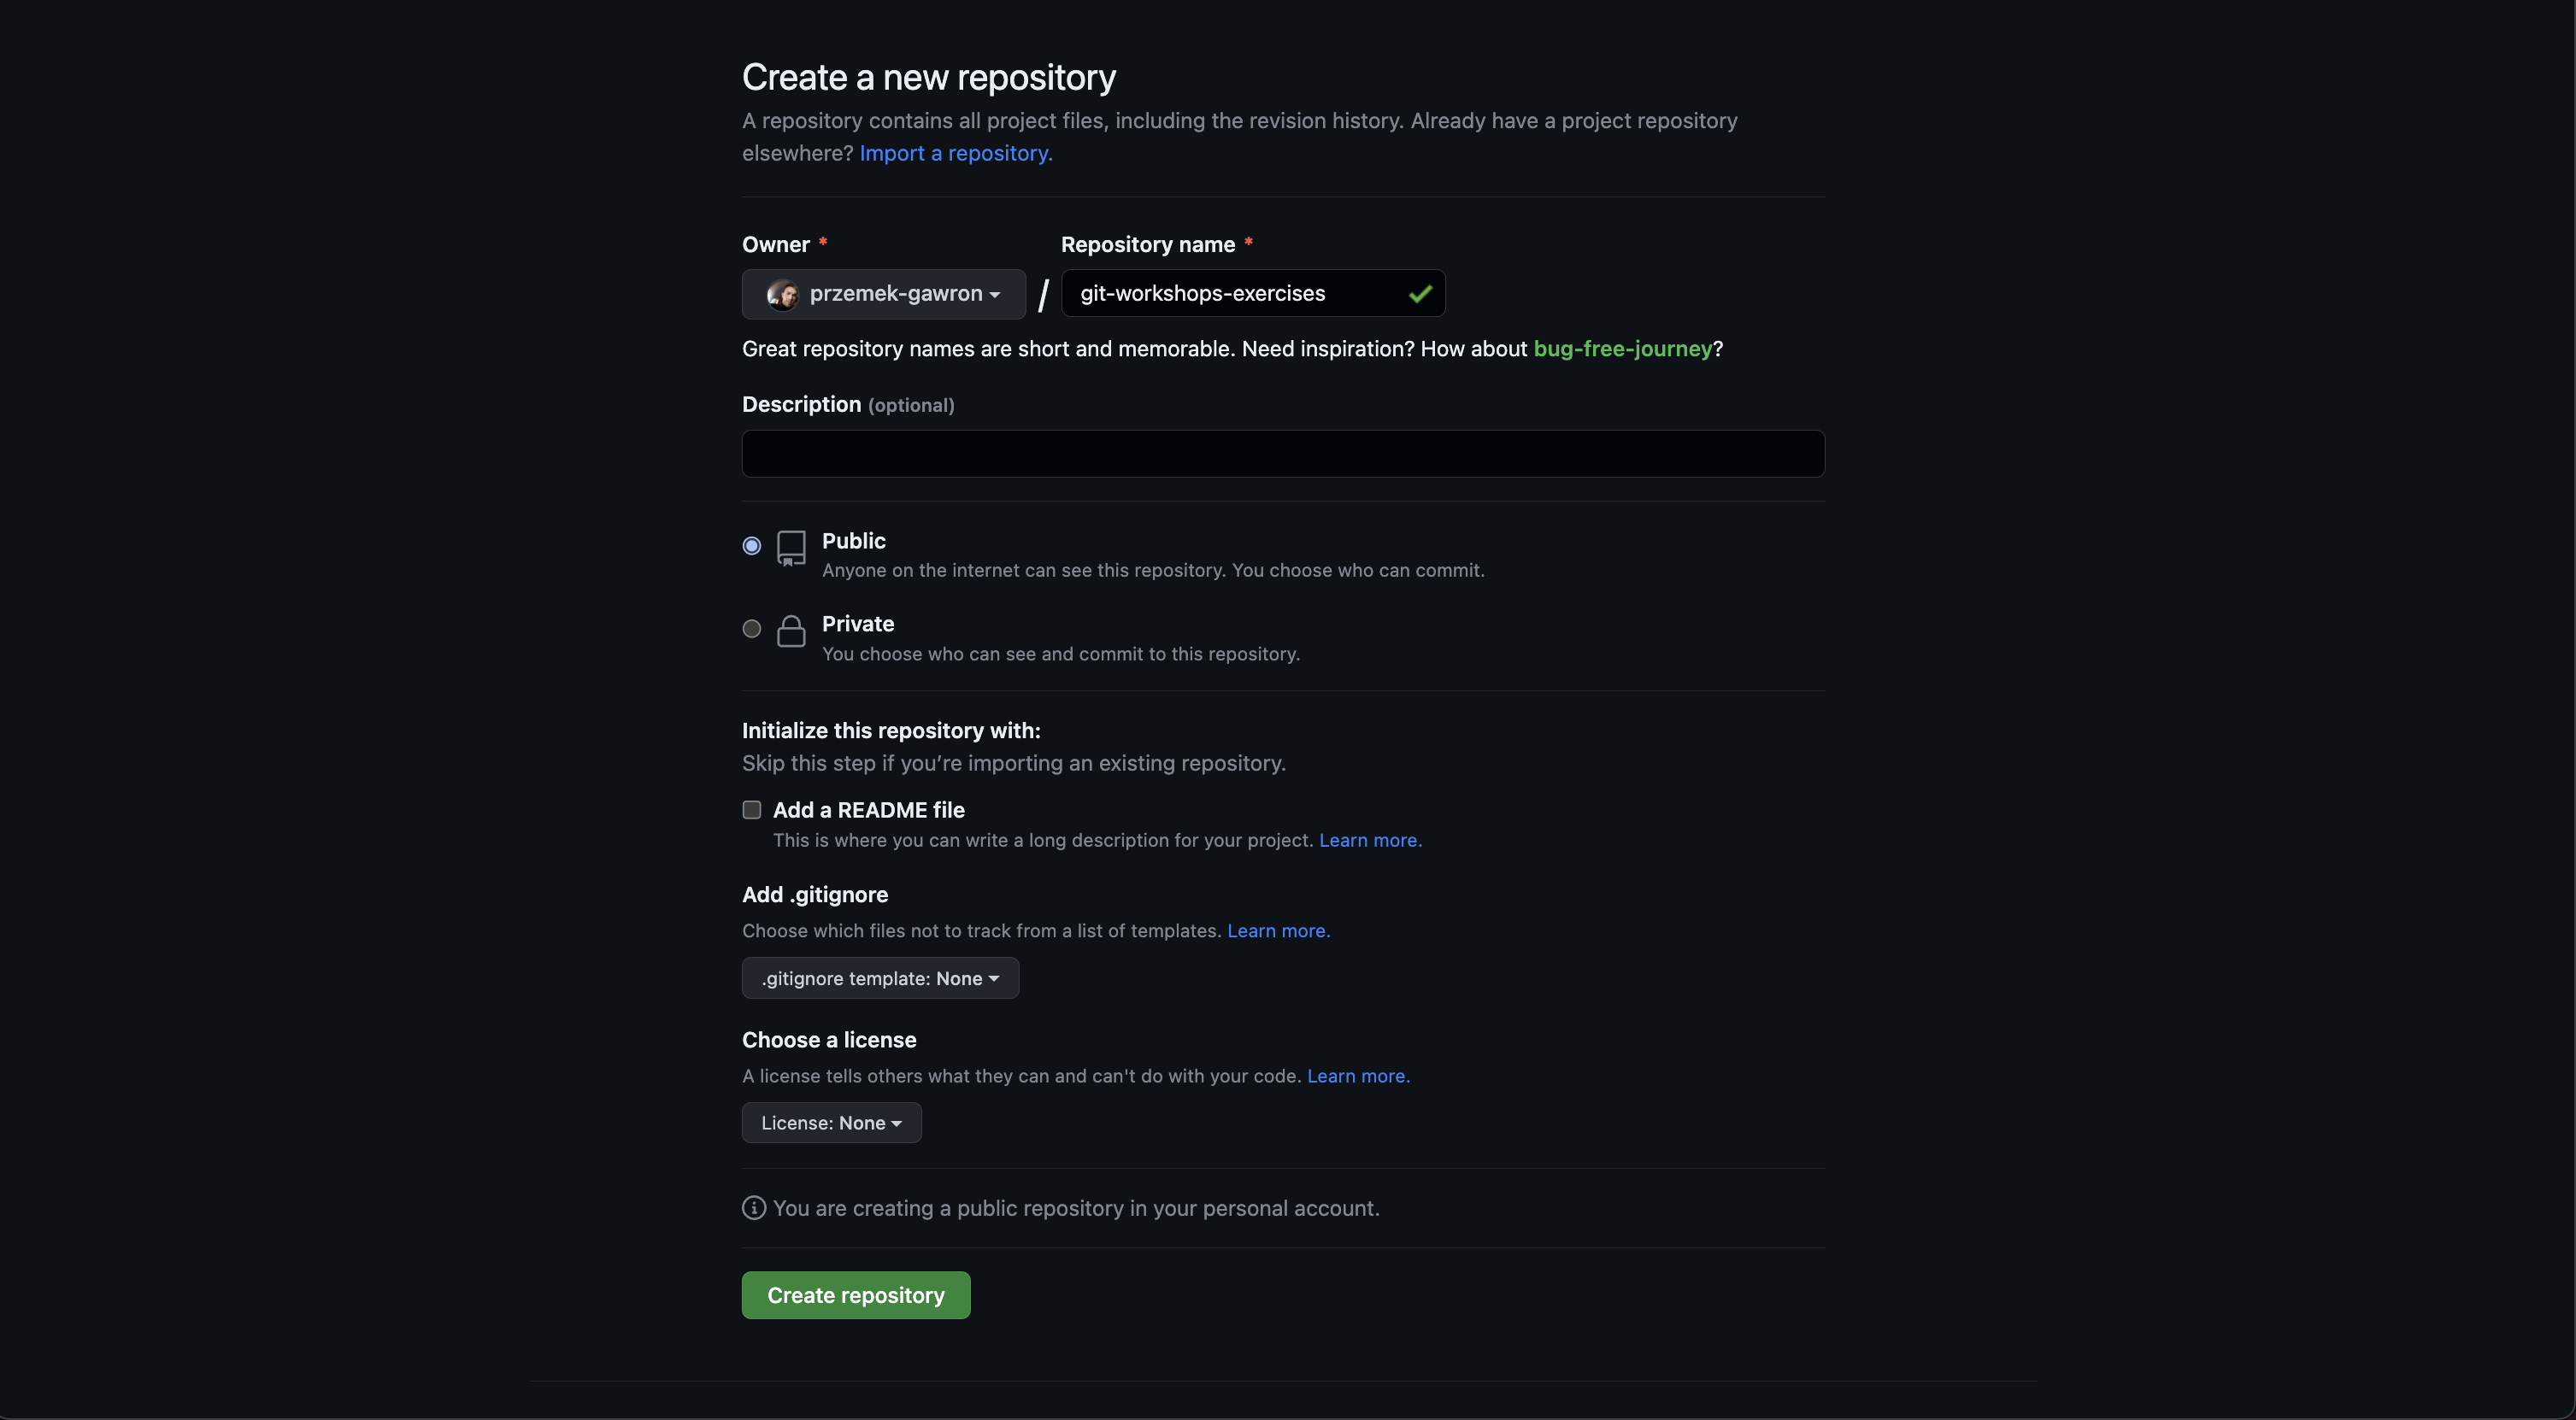 Create a new repository
A repository contains all project files, including the revision history. Already have a project repository
elsewhere? Import a repository.
Owner * Repository name *
przemek-gawron / git-workshops-exercises
Great repository names are short and memorable. Need inspiration? How about bug-free-journey?
Description (optional)
Public
Anyone on the internet can see this repository. You choose who can commit.
Private
You choose who can see and commit to this repository.
Initialize this repository with:
Skip this step if you’re importing an existing repository.
Add a README file
This is where you can write a long description for your project. Learn more.
Add .gitignore
Choose which files not to track from a list of templates. Learn more.
.gitignore template: None
Choose a license
A license tells others what they can and can't do with your code. Learn more.
License: None
You are creating a public repository in your personal account.
Create repository